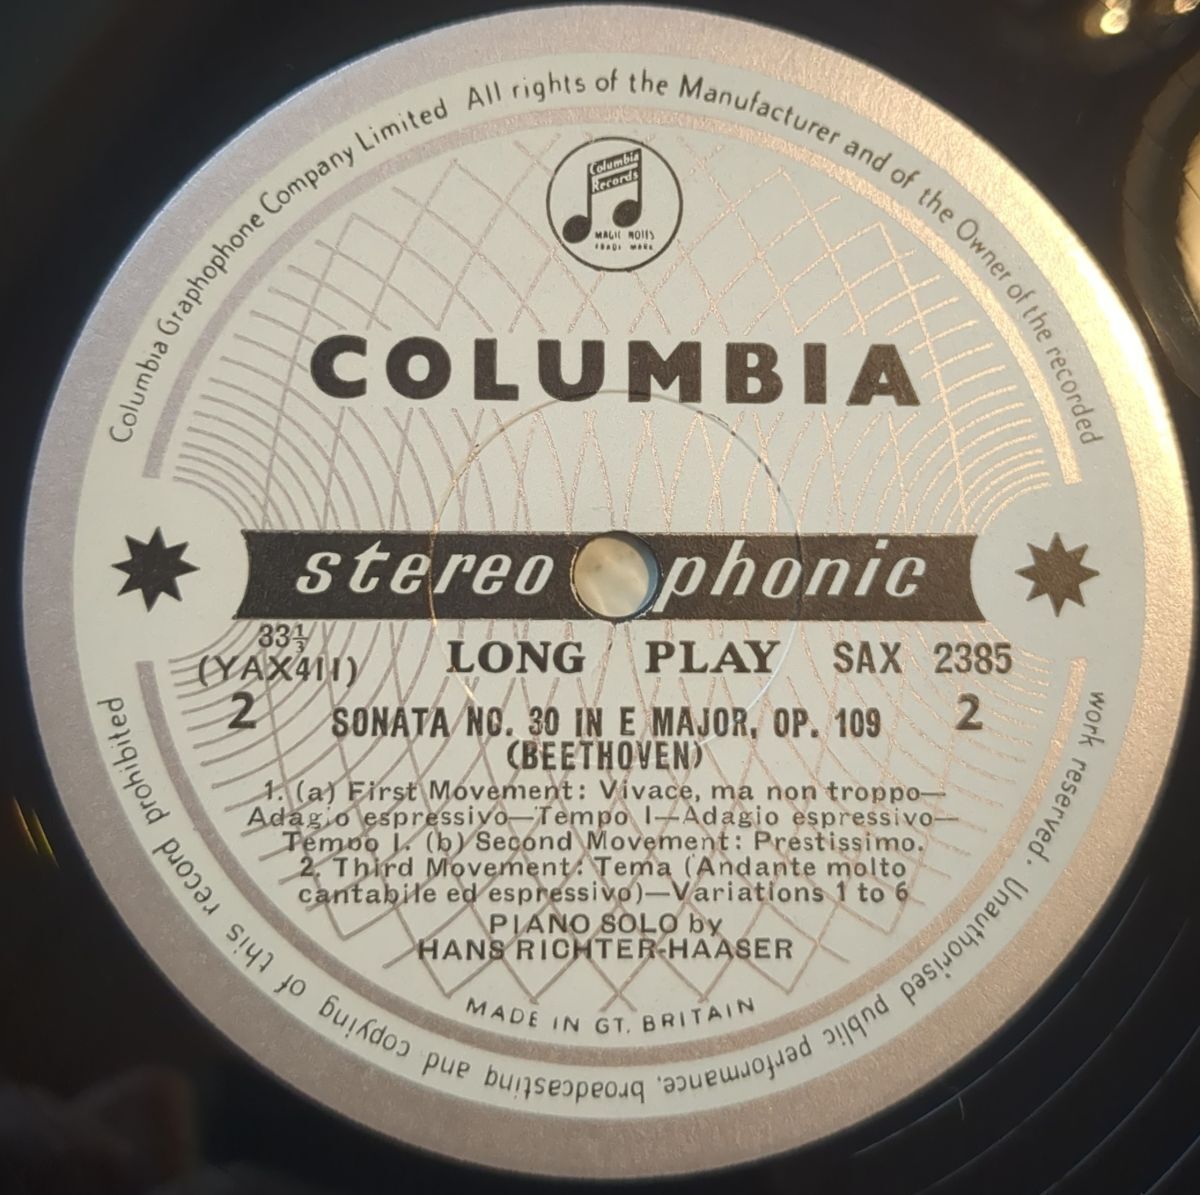 Columbia Graphophone Company Limited All rights of the Manufacturer and of the Owner of the recorded
work reserved. Unauthorised public performance, broadcasting and copying of this record prohibited
Columbia
Records
MAGIC NOTES
TRADE MARK
COLUMBIA
stereo phonic
33⅓
(YAX411)
LONG PLAY SAX 2385
2 2
SONATA NO. 30 IN E MAJOR, OP. 109
(BEETHOVEN)
1. (a) First Movement: Vivace, ma non troppo—
Adagio espressivo—Tempo I—Adagio espressivo—
Tempo I. (b) Second Movement: Prestissimo.
2. Third Movement: Tema (Andante molto
cantabile ed espressivo)—Variations 1 to 6
PIANO SOLO by
HANS RICHTER-HAASER
MADE IN GT. BRITAIN